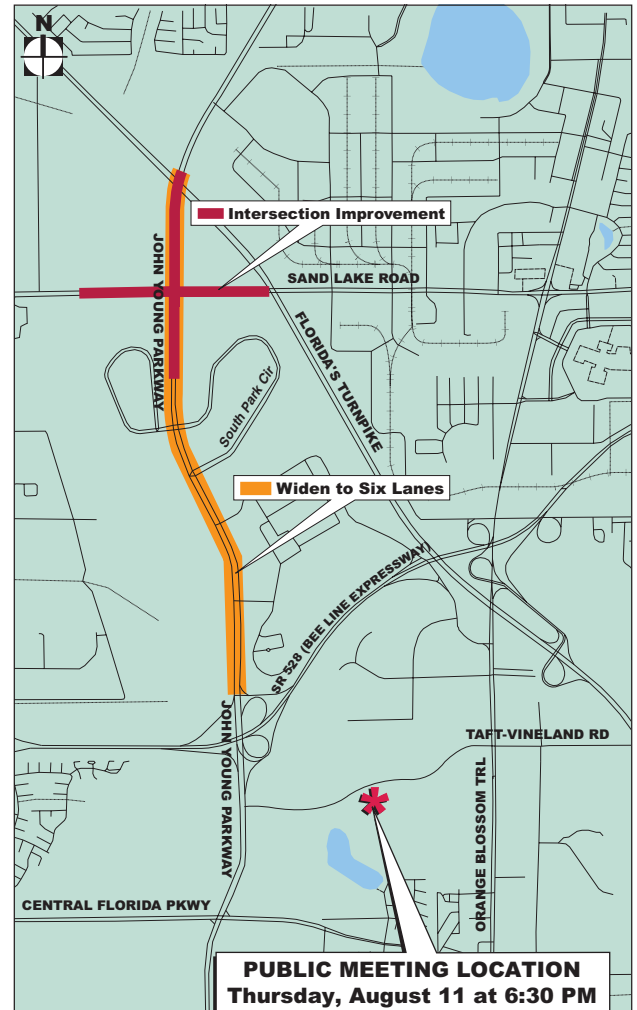 N
Intersection Improvement
SAND LAKE ROAD
JOHN YOUNG PARKWAY
FLORIDA'S TURNPIKE
South Park Cir
Widen to Six Lanes
SR 528 (BEE LINE EXPRESSWAY)
JOHN YOUNG PARKWAY
TAFT-VINELAND RD
ORANGE BLOSSOM TRL
CENTRAL FLORIDA PKWY
PUBLIC MEETING LOCATION
Thursday, August 11 at 6:30 PM